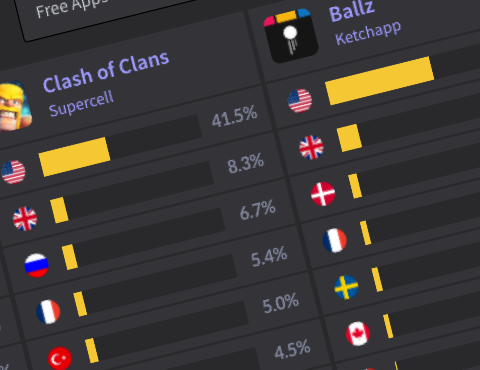 Free Apps
Clash of Clans
Supercell
41.5%
8.3%
6.7%
5.4%
5.0%
4.5%
Ballz
Ketchapp